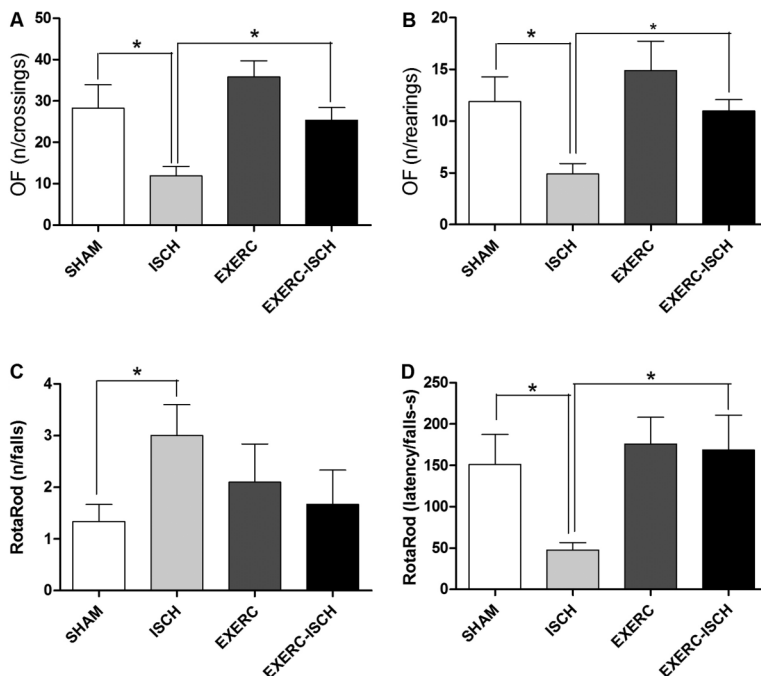 A
OF (n/crossings)
50
40
30
20
10
0
*
*
SHAM
ISCH
EXERC
EXERC-ISCH
B
OF (n/rearings)
20
15
10
5
0
*
*
SHAM
ISCH
EXERC
EXERC-ISCH
C
RotaRod (n/falls)
4
3
2
1
0
*
SHAM
ISCH
EXERC
EXERC-ISCH
D
RotaRod (latency/falls-s)
250
200
150
100
50
0
*
*
SHAM
ISCH
EXERC
EXERC-ISCH